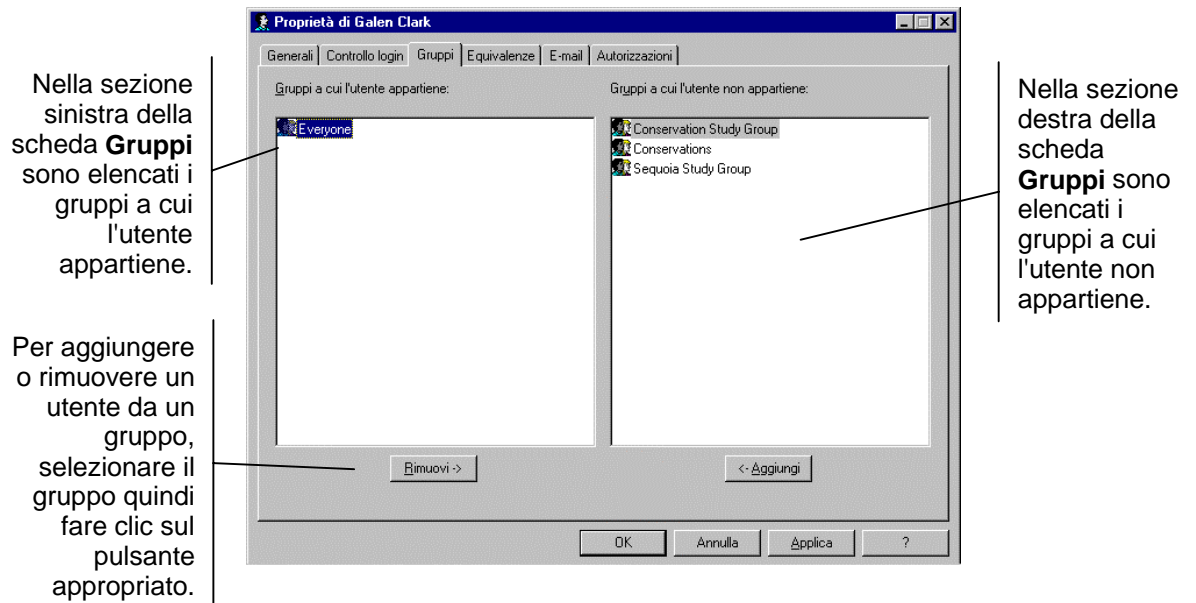 Proprietà di Galen Clark
Generali Controllo login Gruppi Equivalenze E-mail Autorizzazioni
Gruppi a cui l'utente appartiene:
Everyone
Rimuovi ->
Gruppi a cui l'utente non appartiene:
Conservation Study Group
Conservations
Sequoia Study Group
<- Aggiungi
OK Annulla Applica ?
Nella sezione
sinistra della
scheda Gruppi
sono elencati i
gruppi a cui
l'utente
appartiene.
Per aggiungere
o rimuovere un
utente da un
gruppo,
selezionare il
gruppo quindi
fare clic sul
pulsante
appropriato.
Nella sezione
destra della
scheda
Gruppi sono
elencati i
gruppi a cui
l'utente non
appartiene.